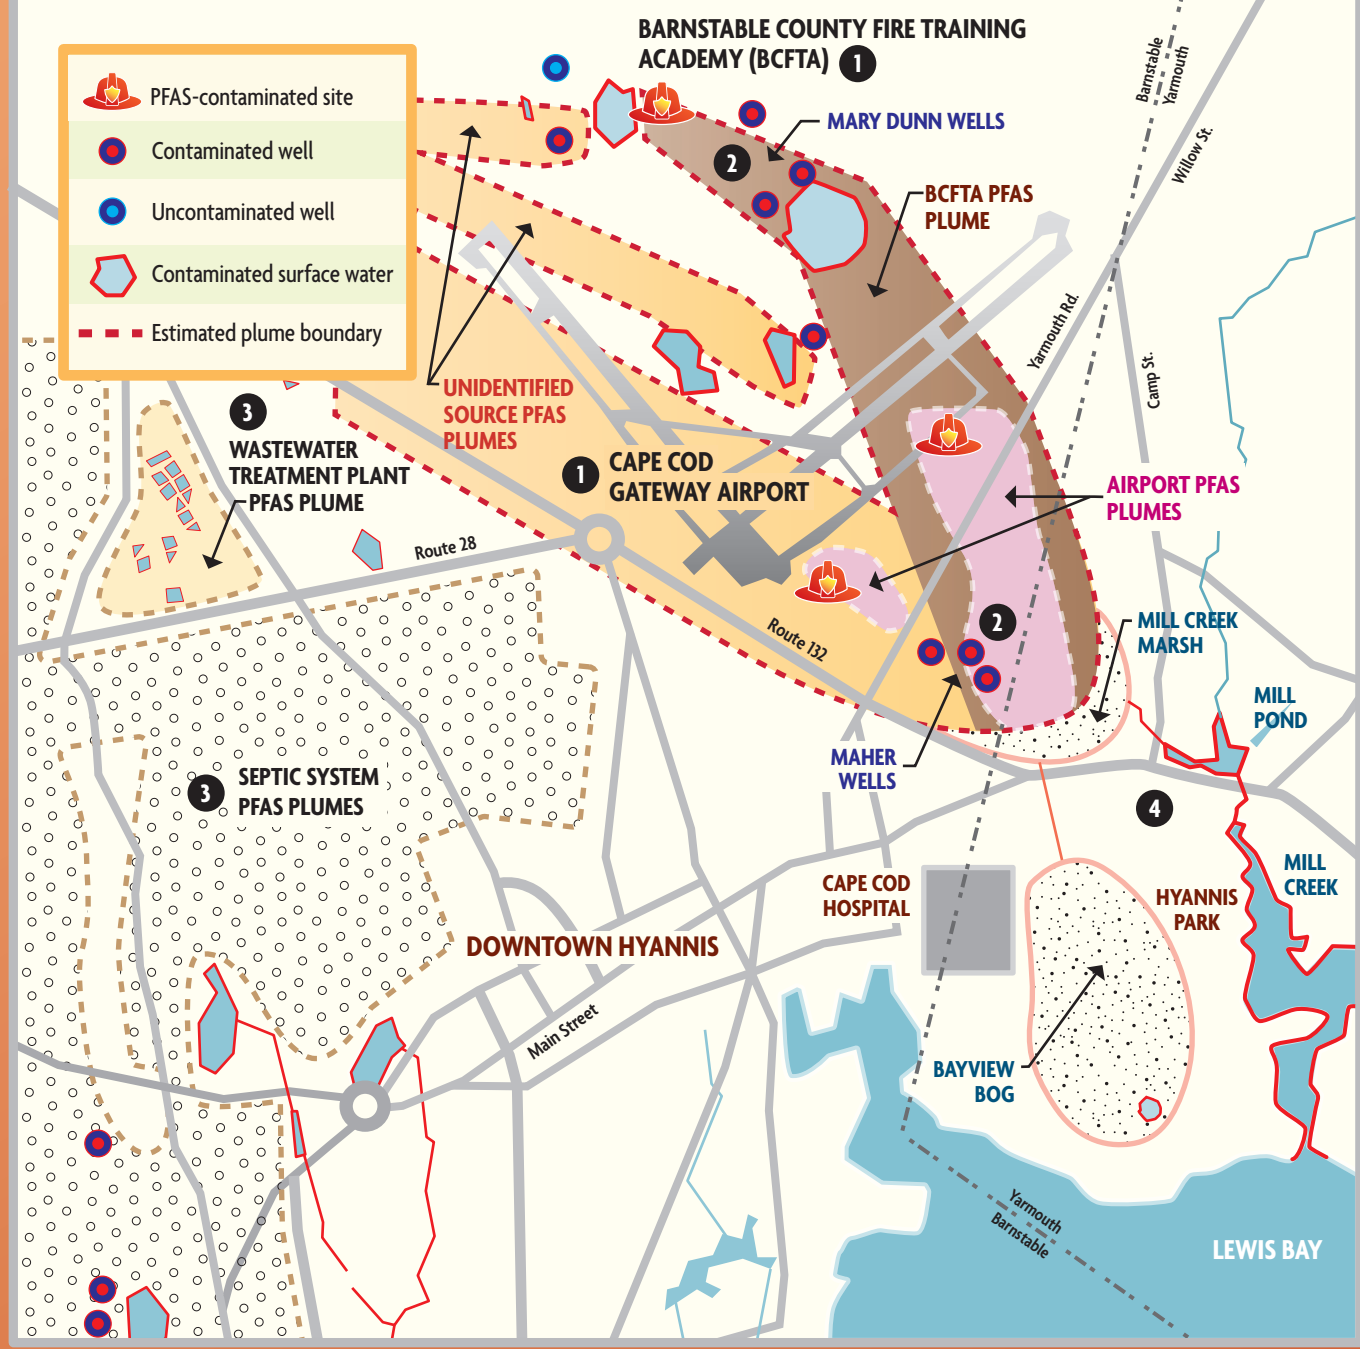 BARNSTABLE COUNTY FIRE TRAINING
ACADEMY (BCFTA) 1
PFAS-contaminated site
Contaminated well
Uncontaminated well
Contaminated surface water
Estimated plume boundary
Barnstable
Yarmouth
Willow St.
MARY DUNN WELLS
2
BCFTA PFAS
PLUME
Yarmouth Rd.
Camp St.
UNIDENTIFIED
SOURCE PFAS
PLUMES
3
WASTEWATER
TREATMENT PLANT
PFAS PLUME
1 CAPE COD
GATEWAY AIRPORT
AIRPORT PFAS
PLUMES
Route 28
Route 132
2
MILL CREEK
MARSH
MILL
POND
MAHER
WELLS
3 SEPTIC SYSTEM
PFAS PLUMES
4
MILL
CREEK
CAPE COD
HOSPITAL
HYANNIS
PARK
DOWNTOWN HYANNIS
Main Street
BAYVIEW
BOG
Yarmouth
Barnstable
LEWIS BAY